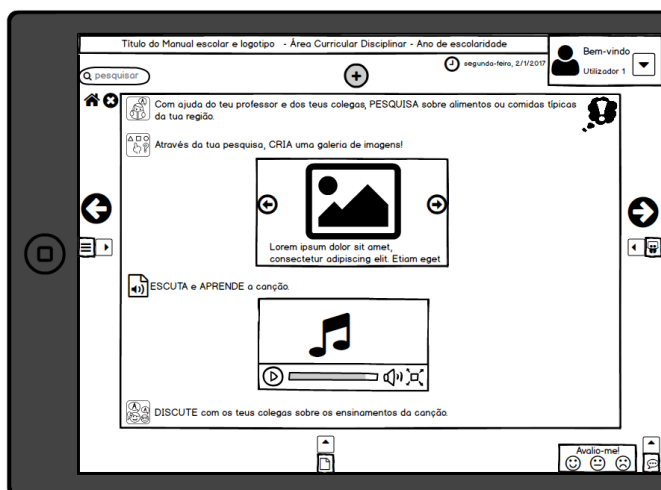 Título do Manual escolar e logotipo - Área Curricular Disciplinar - Ano de escolaridade
Bem-vindo
Utilizador 1
segunda-feira, 2/1/2017
pesquisar
Com ajuda do teu professor e dos teus colegas, PESQUISA sobre alimentos ou comidas típicas
da tua região.
Através da tua pesquisa, CRIA uma galeria de imagens!
Lorem ipsum dolor sit amet,
consectetur adipiscing elit. Etiam eget
ESCUTA e APRENDE a canção.
DISCUTE com os teus colegas sobre os ensinamentos da canção.
Avalio-me!